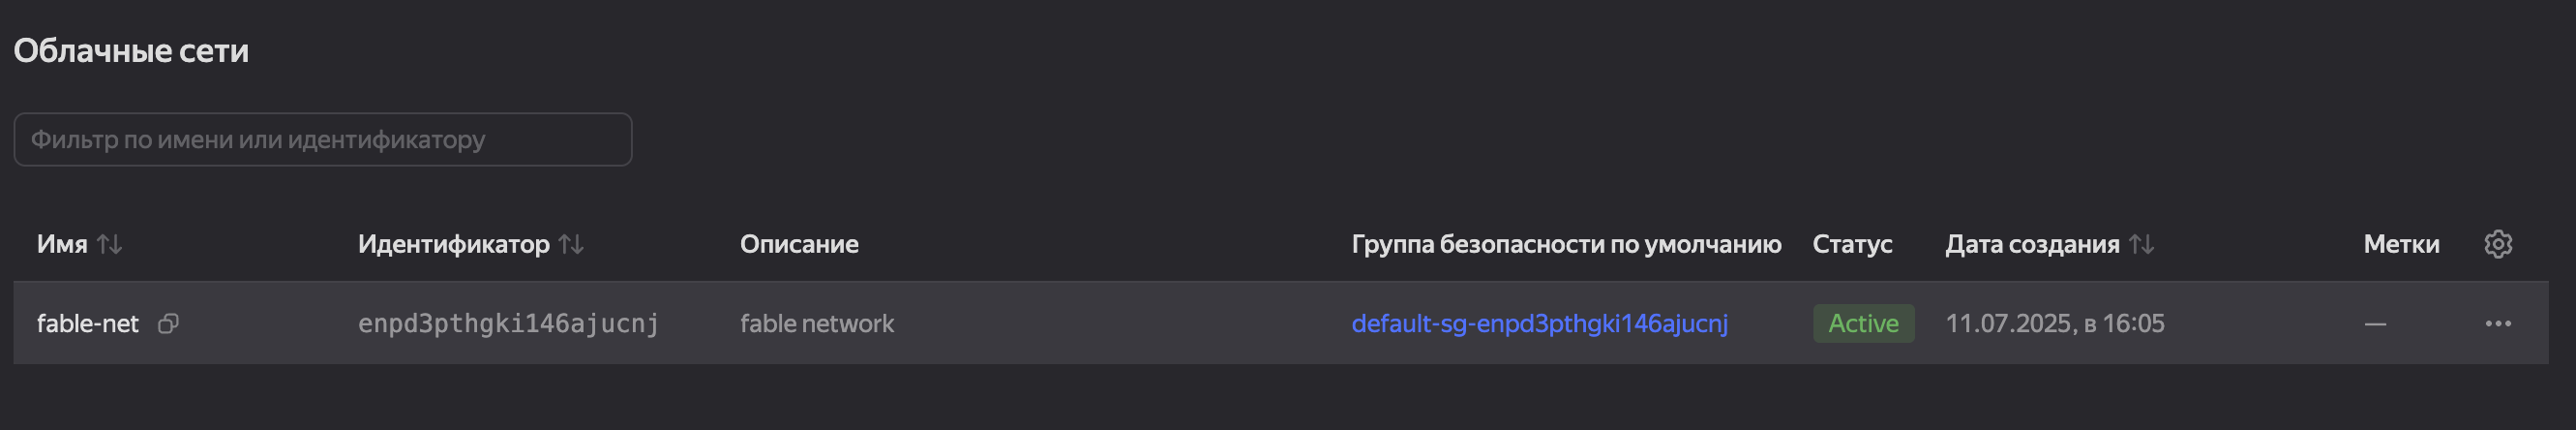 Облачные сети
Фильтр по имени или идентификатору
Имя Идентификатор Описание Группа безопасности по умолчанию Статус Дата создания Метки
fable-net enpd3pthgki146ajucnj fable network default-sg-enpd3pthgki146ajucnj Active 11.07.2025, в 16:05 —